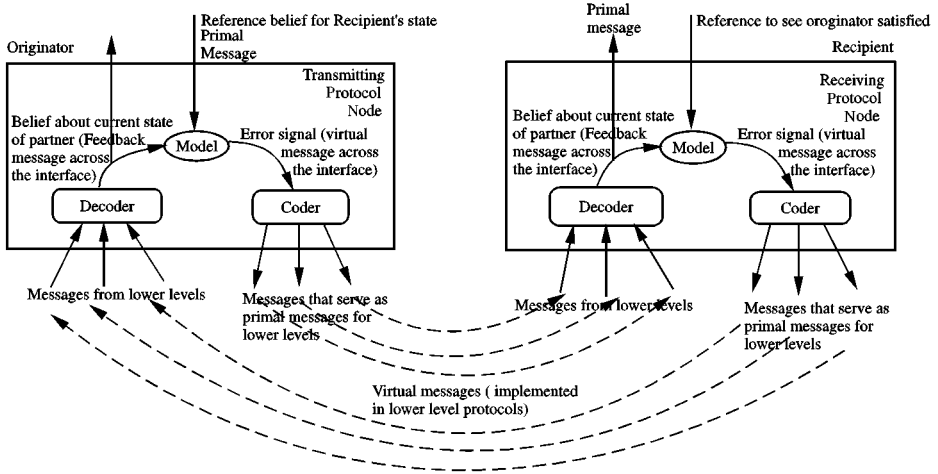 Reference belief for Recipient's state
Primal
Message
Originator
Transmitting
Protocol
Node
Belief about current state
of partner (Feedback
message across
the interface)
Model
Error signal (virtual
message across
the interface)
Decoder
Coder
Messages from lower levels
Messages that serve as
primal messages for
lower levels
Primal
message
Reference to see oroginator satisfied
Recipient
Receiving
Protocol
Node
Belief about current state
of partner (Feedback
message across
the interface)
Model
Error signal (virtual
message across
the interface)
Decoder
Coder
Messages from lower levels
Messages that serve as
primal messages for
lower levels
Virtual messages ( implemented
in lower level protocols)